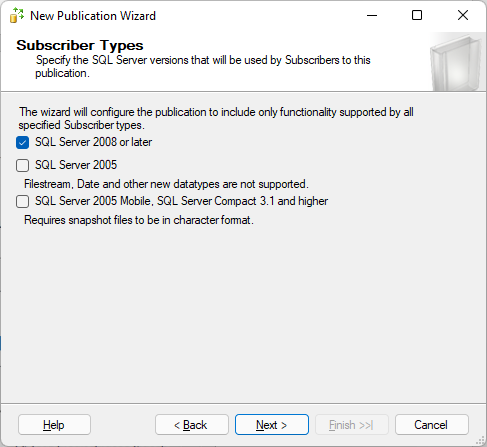 New Publication Wizard
Subscriber Types
Specify the SQL Server versions that will be used by Subscribers to this
publication.
The wizard will configure the publication to include only functionality supported by all
specified Subscriber types.
SQL Server 2008 or later
SQL Server 2005
Filestream, Date and other new datatypes are not supported.
SQL Server 2005 Mobile, SQL Server Compact 3.1 and higher
Requires snapshot files to be in character format.
Help
< Back
Next >
Finish >>|
Cancel